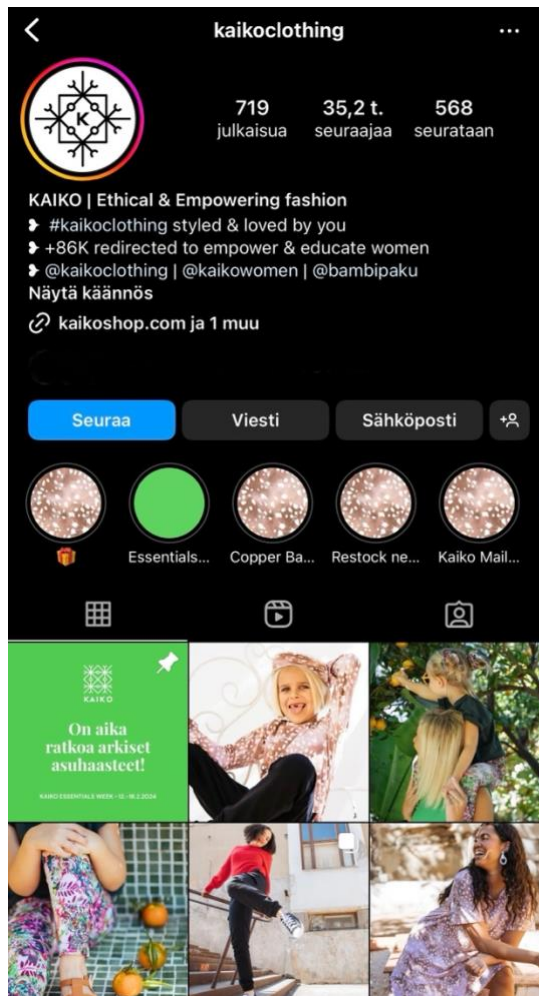 kaikoclothing
K
719 35,2 t. 568
julkaisua seuraajaa seurataan
KAIKO | Ethical & Empowering fashion
❥ #kaikoclothing styled & loved by you
❥ +86K redirected to empower & educate women
❥ @kaikoclothing | @kaikowomen | @bambipaku
Näytä käännös
kaikoshop.com ja 1 muu
Seuraa Viesti Sähköposti
🎁 Essentials... Copper Ba... Restock ne... Kaiko Mail...
KAIKO
On aika
ratkoa arkiset
asuhaasteet!
KAIKO ESSENTIALS WEEK • 12.-18.2.2024